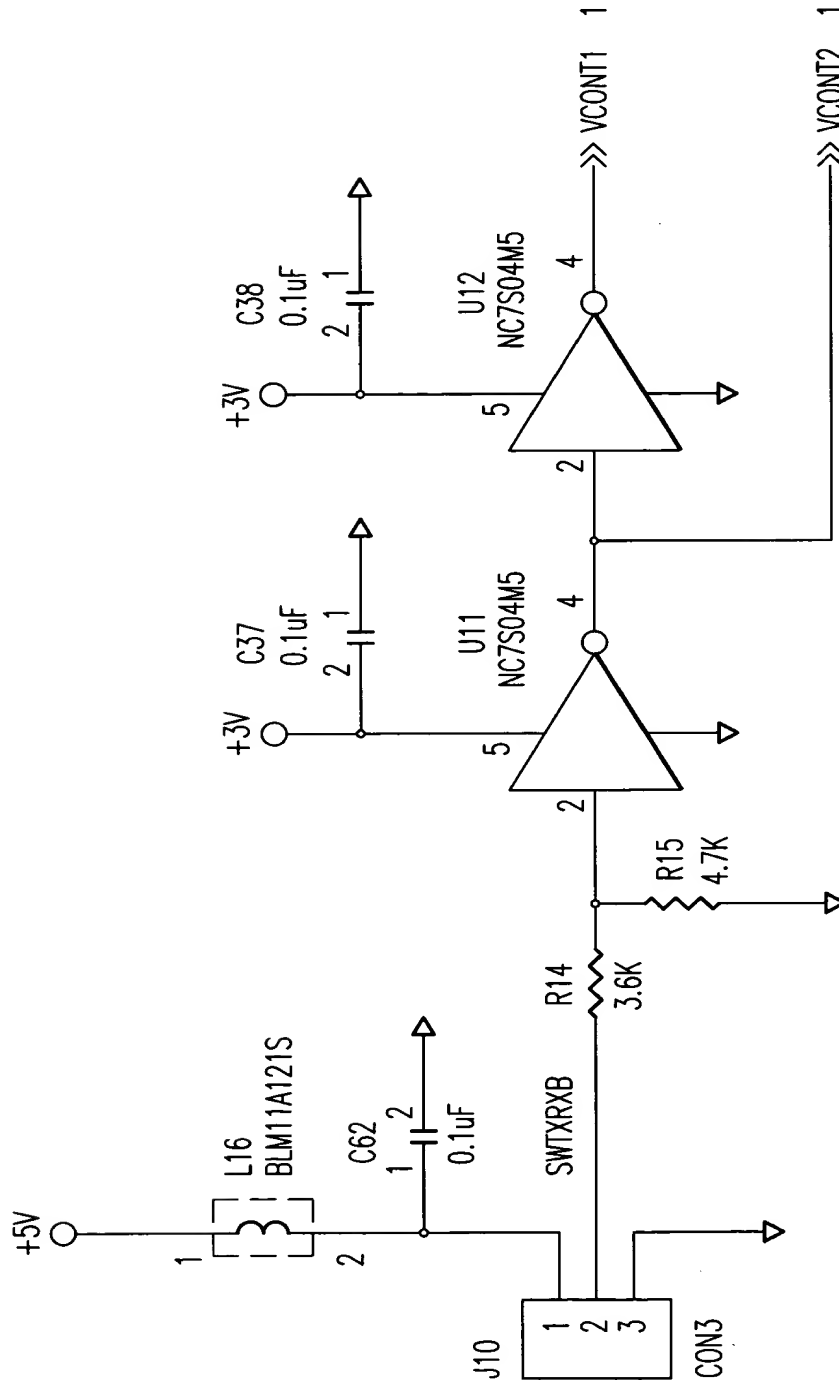 +5V
1
L16
BLM11A121S
2
C62
1 2
0.1uF
J10
1
2
3
CON3
SWTXRXB
R14
3.6K
R15
4.7K
+3V
C37
0.1uF
2 1
U11
NC7S04M5
5
2
4
+3V
C38
0.1uF
2 1
U12
NC7S04M5
5
2
4
VCONT1 1
VCONT2 1